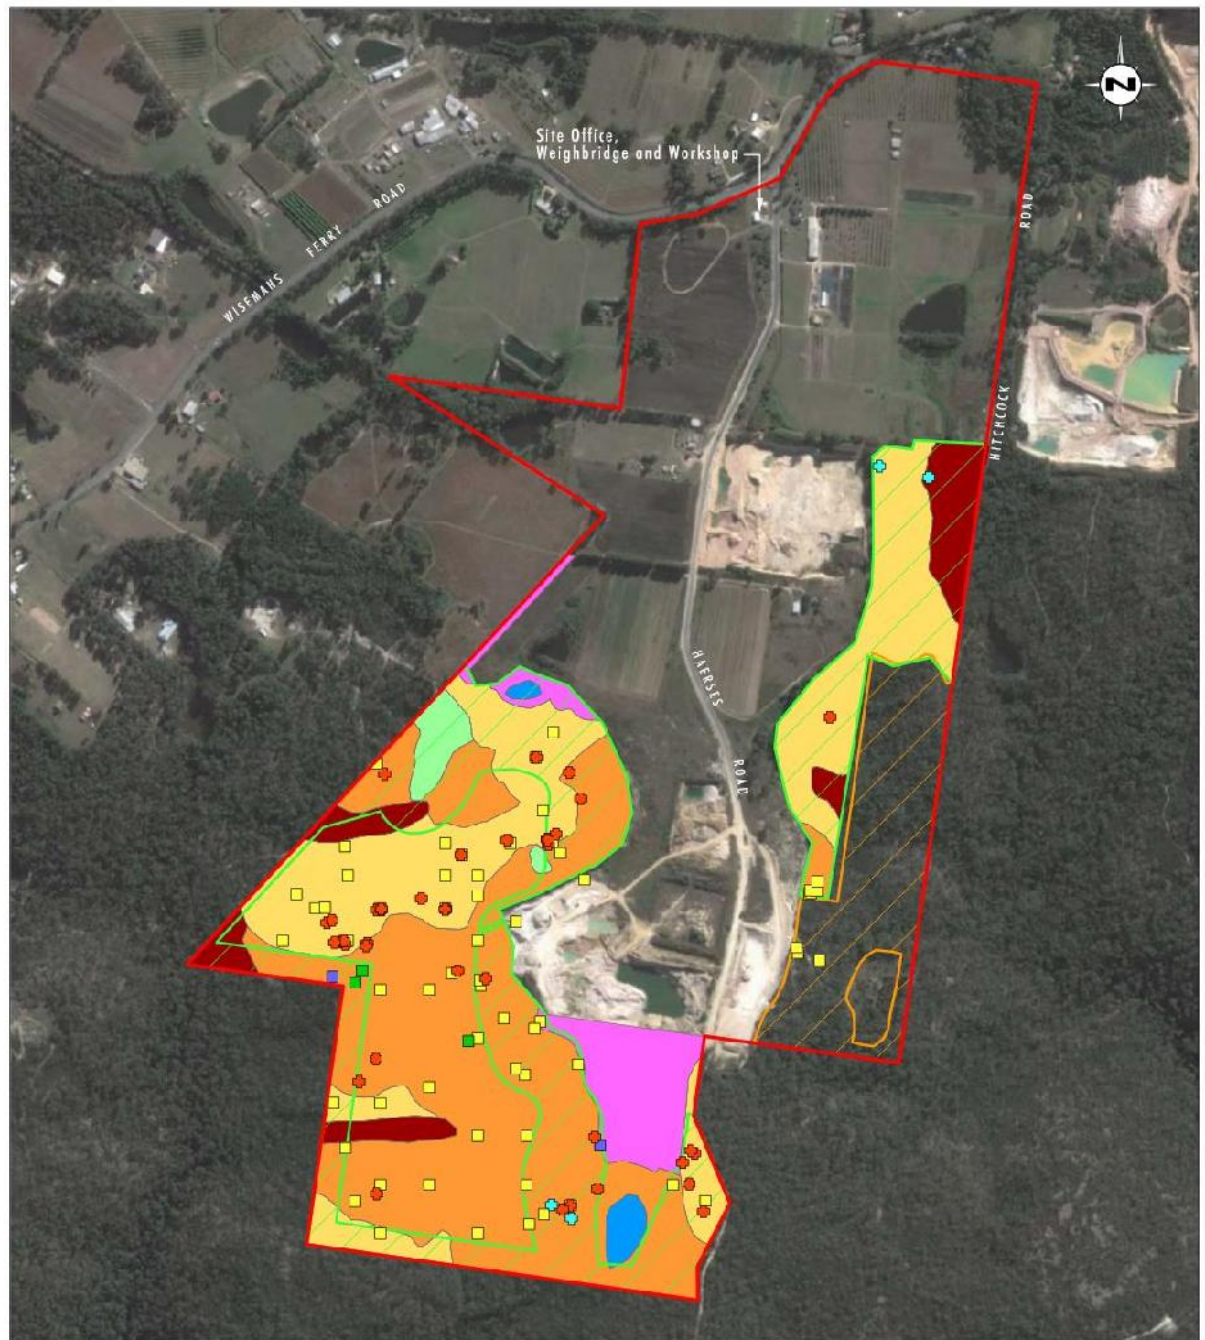 N
Site Office,
Weighbridge and Workshop
WISEMANS FERRY ROAD
HITCHCOCK ROAD
HAERSES ROAD